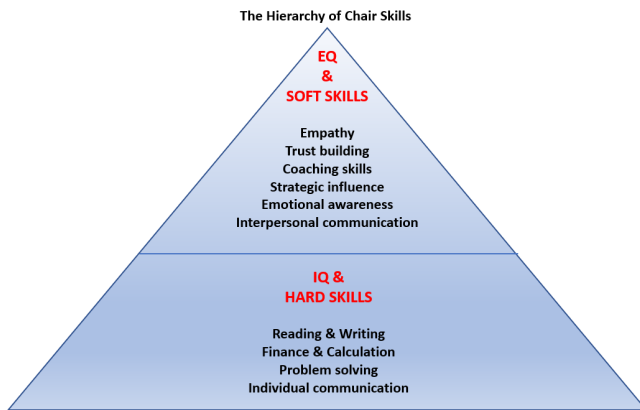 The Hierarchy of Chair Skills
EQ
&
SOFT SKILLS
Empathy
Trust building
Coaching skills
Strategic influence
Emotional awareness
Interpersonal communication
IQ &
HARD SKILLS
Reading & Writing
Finance & Calculation
Problem solving
Individual communication